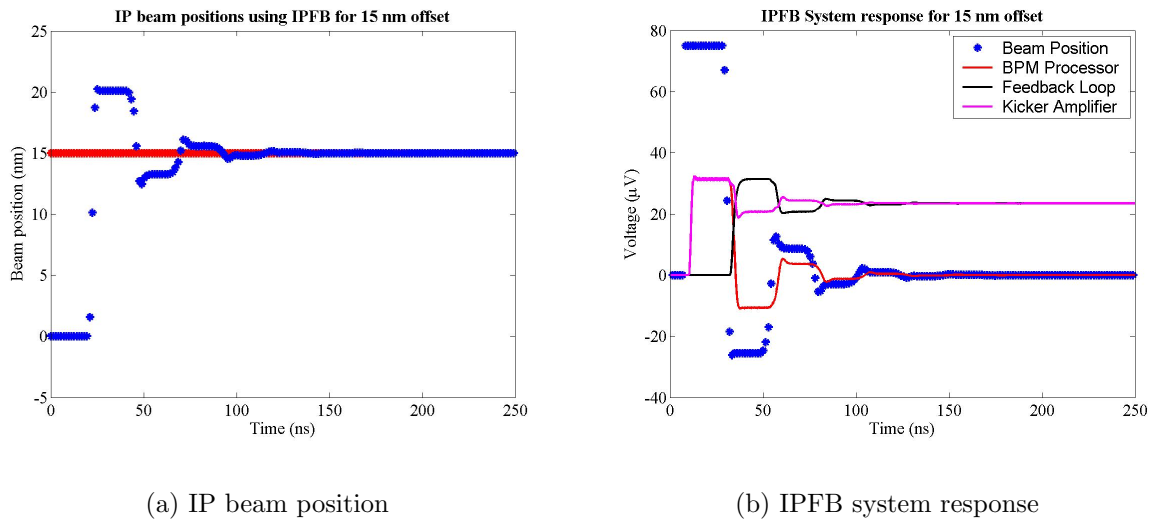 IP beam positions using IPFB for 15 nm offset
25
20
15
10
5
0
-5
Beam position (nm)
0
50
100
150
200
250
Time (ns)
IPFB System response for 15 nm offset
80
60
40
20
0
-20
-40
Voltage (μV)
Beam Position
BPM Processor
Feedback Loop
Kicker Amplifier
0
50
100
150
200
250
Time (ns)
(a) IP beam position
(b) IPFB system response